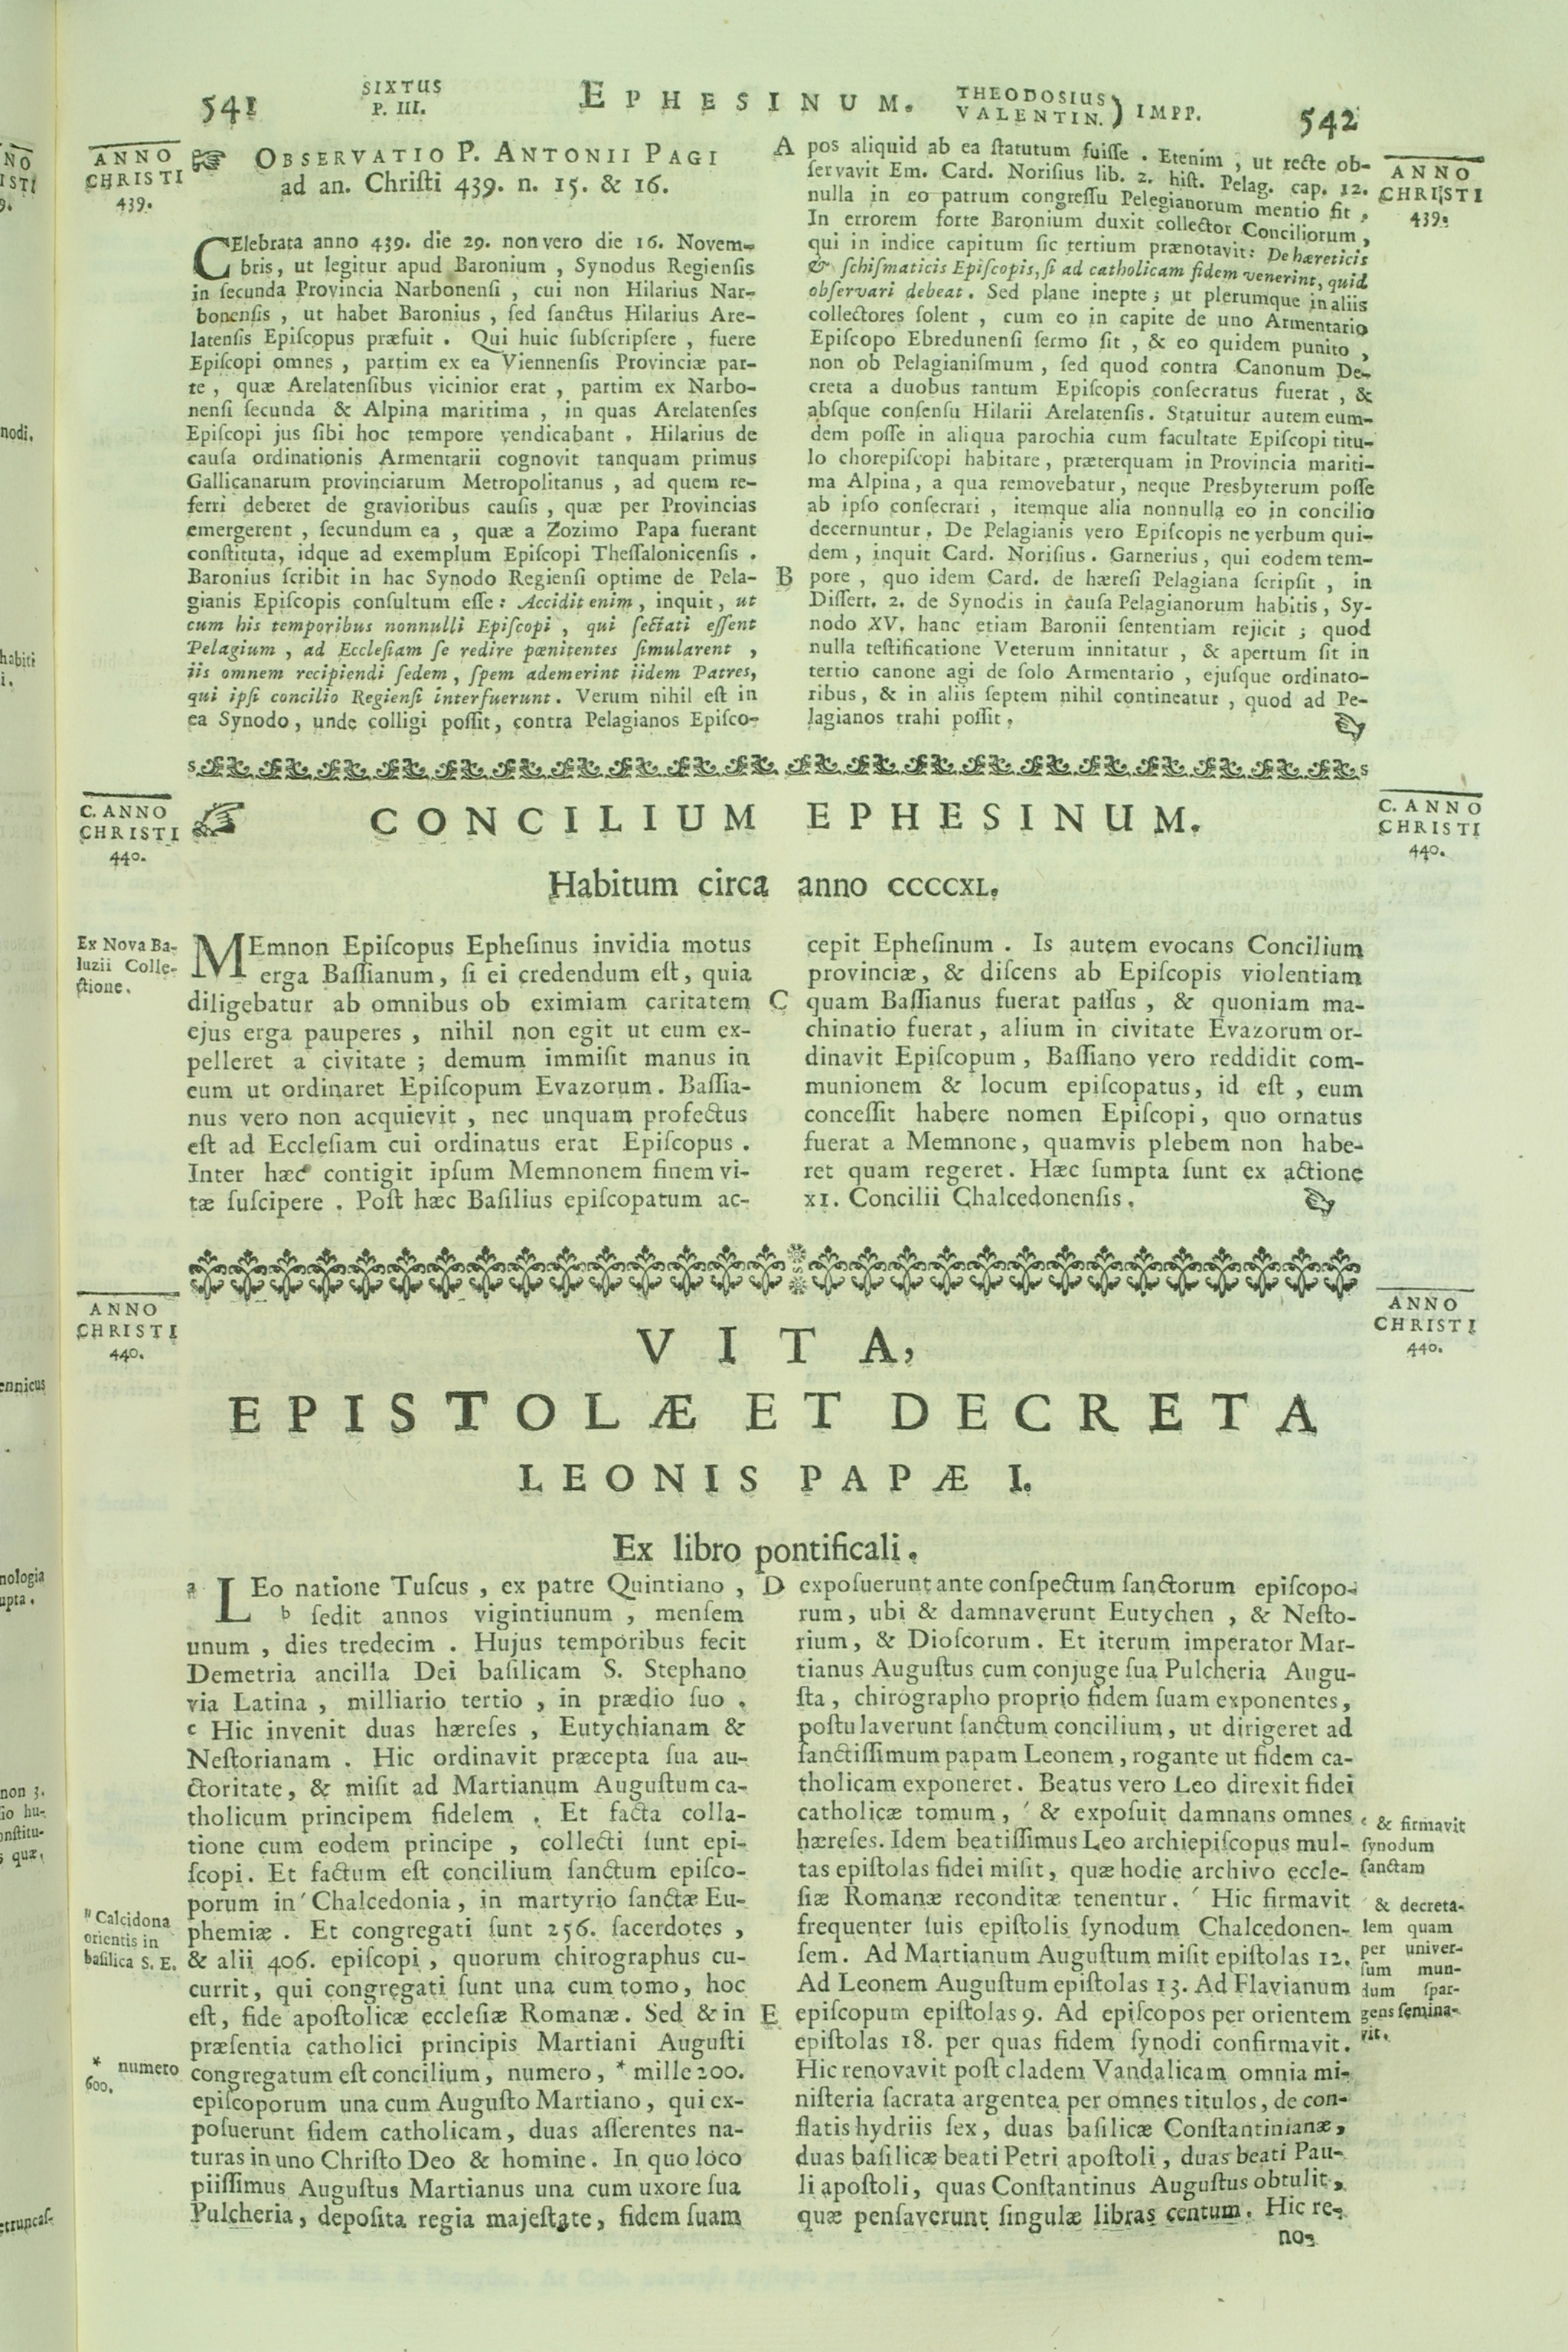 541
SIXTUS
P. III.
EPHESINUM.
THEODOSIUS
VALENTIN. ) IMPP.
542
ANNO
CHRISTI
439.
☞ OBSERVATIO P. ANTONII PAGI
ad an. Chriſti 439. n. 15. & 16.
CElebrata anno 439. die 29. non vero die 16. Novem-
bris, ut legitur apud Baronium, Synodus Regienſis
in ſecunda Provincia Narbonenſi, cui non Hilarius Nar-
bonenſis, ut habet Baronius, ſed ſanctus Hilarius Are-
latenſis Epiſcopus præfuit. Qui huic ſubſcripſere, fuere
Epiſcopi omnes, partim ex ea Viennenſis Provinciæ par-
te, quæ Arelatenſibus vicinior erat, partim ex Narbo-
nenſi ſecunda & Alpina maritima, in quas Arelatenſes
Epiſcopi jus ſibi hoc tempore vendicabant. Hilarius de
cauſa ordinationis Armentarii cognovit tanquam primus
Gallicanarum provinciarum Metropolitanus, ad quem re-
ferri deberet de gravioribus cauſis, quæ per Provincias
emergerent, ſecundum ea, quæ a Zozimo Papa fuerant
conſtituta, idque ad exemplum Epiſcopi Theſſalonicenſis.
Baronius ſcribit in hac Synodo Regienſi optime de Pela-
gianis Epiſcopis conſultum eſſe: Accidit enim, inquit, ut
cum his temporibus nonnulli Epiſcopi, qui ſectati eſſent
Pelagium, ad Eccleſiam ſe redire pœnitentes ſimularent,
iis omnem recipiendi ſedem, ſpem ademerint iidem Patres,
qui ipſi concilio Regienſi interfuerunt. Verum nihil eſt in
ea Synodo, unde colligi poſſit, contra Pelagianos Epiſco-
A
B
pos aliquid ab ea ſtatutum fuiſſe. Etenim, ut recte ob-
ſervavit Em. Card. Noriſius lib. 2. hiſt. Pelag. cap. 12.
nulla in eo patrum congreſſu Pelegianorum mentio fit.
In errorem forte Baronium duxit collector Conciliorum,
qui in indice capitum ſic tertium prænotavit: De hæreticis
& ſchiſmaticis Epiſcopis, ſi ad catholicam fidem venerint, quid
obſervari debeat. Sed plane inepte; ut plerumque in aliis
collectores ſolent, cum eo in capite de uno Armentario
Epiſcopo Ebredunenſi ſermo ſit, & eo quidem punito,
non ob Pelagianiſmum, ſed quod contra Canonum De-
creta a duobus tantum Epiſcopis conſecratus fuerat, &
abſque conſenſu Hilarii Arelatenſis. Statuitur autem eum-
dem poſſe in aliqua parochia cum facultate Epiſcopi titu-
lo chorepiſcopi habitare, præterquam in Provincia mariti-
ma Alpina, a qua removebatur, neque Presbyterum poſſe
ab ipſo conſecrari, itemque alia nonnulla eo in concilio
decernuntur. De Pelagianis vero Epiſcopis ne verbum qui-
dem, inquit Card. Noriſius. Garnerius, qui eodem tem-
pore, quo idem Card. de hæreſi Pelagiana ſcripſit, in
Diſſert. 2. de Synodis in cauſa Pelagianorum habitis, Sy-
nodo XV. hanc etiam Baronii ſententiam rejicit; quod
nulla teſtificatione Veterum innitatur, & apertum ſit in
tertio canone agi de ſolo Armentario, ejuſque ordinato-
ribus, & in aliis ſeptem nihil contineatur, quod ad Pe-
lagianos trahi poſſit.
ANNO
CHRISTI
439.
C. ANNO
CHRISTI
440.
☞ CONCILIUM EPHESINUM.
Habitum circa anno CCCCXL.
C. ANNO
CHRISTI
440.
Ex Nova Ba-
luzii Colle-
ctione.
MEmnon Epiſcopus Epheſinus invidia motus
erga Baſſianum, ſi ei credendum eſt, quia
diligebatur ab omnibus ob eximiam caritatem
ejus erga pauperes, nihil non egit ut eum ex-
pelleret a civitate; demum immiſit manus in
eum ut ordinaret Epiſcopum Evazorum. Baſſia-
nus vero non acquievit, nec unquam profectus
eſt ad Eccleſiam cui ordinatus erat Epiſcopus.
Inter hæc contigit ipſum Memnonem finem vi-
tæ ſuſcipere. Poſt hæc Baſilius epiſcopatum ac-
C
cepit Epheſinum. Is autem evocans Concilium
provinciæ, & diſcens ab Epiſcopis violentiam
quam Baſſianus fuerat paſſus, & quoniam ma-
chinatio fuerat, alium in civitate Evazorum or-
dinavit Epiſcopum, Baſſiano vero reddidit com-
munionem & locum epiſcopatus, id eſt, eum
conceſſit habere nomen Epiſcopi, quo ornatus
fuerat a Memnone, quamvis plebem non habe-
ret quam regeret. Hæc ſumpta ſunt ex actione
XI. Concilii Chalcedonenſis.
ANNO
CHRISTI
440.
VITA,
EPISTOLÆ ET DECRETA
LEONIS PAPÆ I.
Ex libro pontificali.
ANNO
CHRISTI
440.
a LEo natione Tuſcus, ex patre Quintiano,
b ſedit annos vigintiunum, menſem
unum, dies tredecim. Hujus temporibus fecit
Demetria ancilla Dei baſilicam S. Stephano
via Latina, milliario tertio, in prædio ſuo.
c Hic invenit duas hæreſes, Eutychianam &
Neſtorianam. Hic ordinavit præcepta ſua au-
ctoritate, & miſit ad Martianum Auguſtum ca-
tholicum principem fidelem. Et facta colla-
tione cum eodem principe, collecti ſunt epi-
ſcopi. Et factum eſt concilium ſanctum epiſco-
porum in ʹ Chalcedonia, in martyrio ſanctæ Eu-
phemiæ. Et congregati ſunt 256. ſacerdotes,
& alii 406. epiſcopi, quorum chirographus cu-
currit, qui congregati ſunt una cum tomo, hoc
eſt, fide apoſtolicæ eccleſiæ Romanæ. Sed & in
præſentia catholici principis Martiani Auguſti
congregatum eſt concilium, numero, * mille 200.
epiſcoporum una cum Auguſto Martiano, qui ex-
poſuerunt fidem catholicam, duas aſſerentes na-
turas in uno Chriſto Deo & homine. In quo loco
piiſſimus Auguſtus Martianus una cum uxore ſua
Pulcheria, depoſita regia majeſtate, fidem ſuam
ʺ Calcidona
orientis in
baſilica S. E.
* numero
600.
D
E
expoſuerunt ante conſpectum ſanctorum epiſcopo-
rum, ubi & damnaverunt Eutychen, & Neſto-
rium, & Dioſcorum. Et iterum imperator Mar-
tianus Auguſtus cum conjuge ſua Pulcheria Augu-
ſta, chirographo proprio fidem ſuam exponentes,
poſtulaverunt ſanctum concilium, ut dirigeret ad
ſanctiſſimum papam Leonem, rogante ut fidem ca-
tholicam exponeret. Beatus vero Leo direxit fidei
catholicæ tomum, ʹ & expoſuit damnans omnes
hæreſes. Idem beatiſſimus Leo archiepiſcopus mul-
tas epiſtolas fidei miſit, quæ hodie archivo eccle-
ſiæ Romanæ reconditæ tenentur. ʹ Hic firmavit
frequenter ſuis epiſtolis ſynodum Chalcedonen-
ſem. Ad Martianum Auguſtum miſit epiſtolas 12.
Ad Leonem Auguſtum epiſtolas 13. Ad Flavianum
epiſcopum epiſtolas 9. Ad epiſcopos per orientem
epiſtolas 18. per quas fidem ſynodi confirmavit.
Hic renovavit poſt cladem Vandalicam omnia mi-
niſteria ſacrata argentea per omnes titulos, de con-
flatis hydriis ſex, duas baſilicæ Conſtantinianæ,
duas baſilicæ beati Petri apoſtoli, duas beati Pau-
li apoſtoli, quas Conſtantinus Auguſtus obtulit,
quæ penſaverunt ſingulæ libras centum. Hic re-
no-
ʹ & firmavit
ſynodum
ſanctam
ʹ & decreta-
lem quam
per univer-
ſum mun-
dum ſpar-
gens ſemina-
vit.